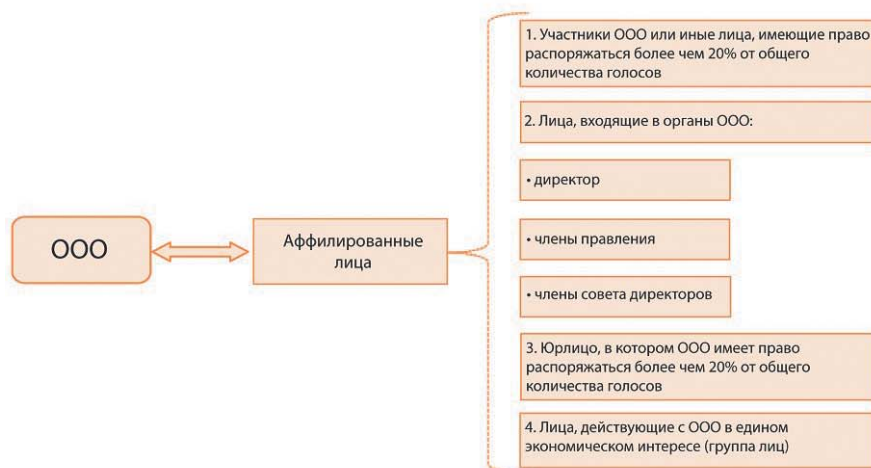 ООО
Аффилированные
лица
1. Участники ООО или иные лица, имеющие право
распоряжаться более чем 20% от общего
количества голосов
2. Лица, входящие в органы ООО:
• директор
• члены правления
• члены совета директоров
3. Юрлицо, в котором ООО имеет право
распоряжаться более чем 20% от общего
количества голосов
4. Лица, действующие с ООО в едином
экономическом интересе (группа лиц)